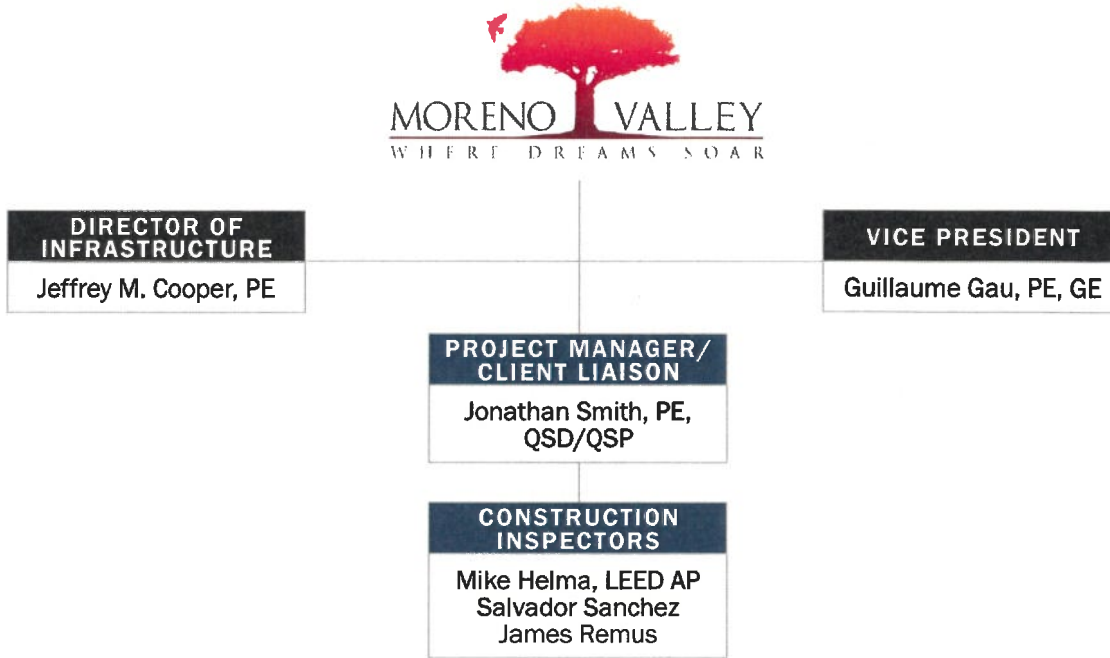 MORENO VALLEY
WHERE DREAMS SOAR
DIRECTOR OF
INFRASTRUCTURE
Jeffrey M. Cooper, PE
VICE PRESIDENT
Guillaume Gau, PE, GE
PROJECT MANAGER/
CLIENT LIAISON
Jonathan Smith, PE,
QSD/QSP
CONSTRUCTION
INSPECTORS
Mike Helma, LEED AP
Salvador Sanchez
James Remus